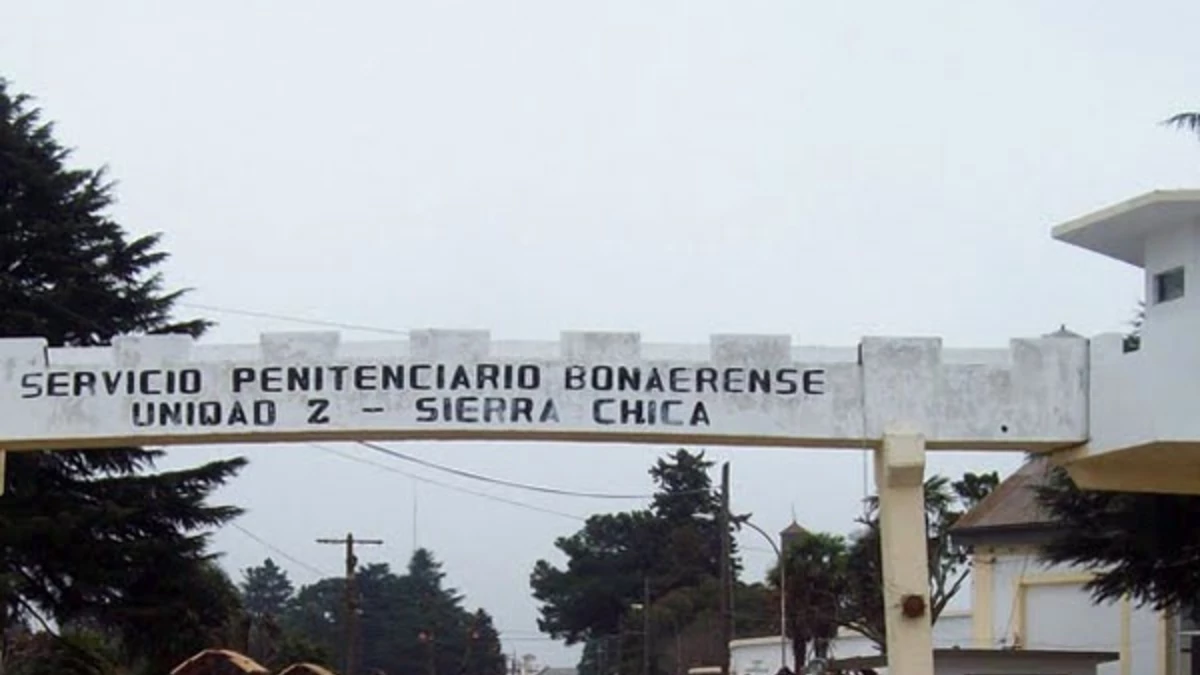 SERVICIO PENITENCIARIO BONAERENSE
UNIDAD 2 - SIERRA CHICA